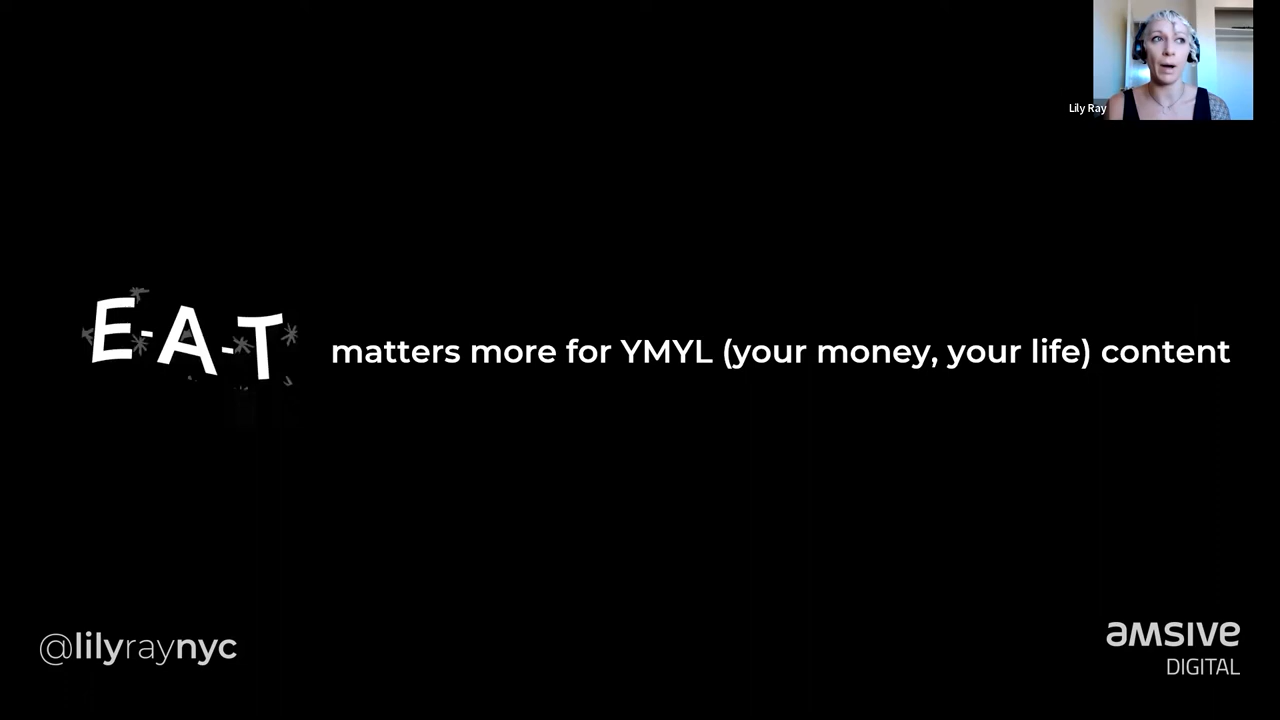 Lily Ray
E-A-T matters more for YMYL (your money, your life) content
@lilyraynyc
amsive
DIGITAL